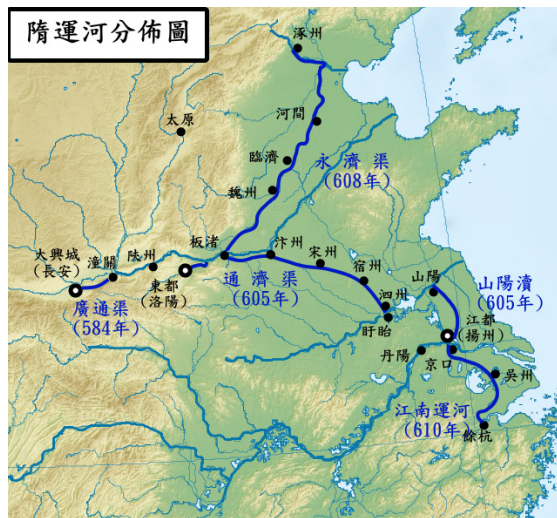 隋運河分佈圖
涿州
河間
太原
臨濟
永濟渠
(608年)
魏州
大興城
(長安)
潼關
陝州
板渚
汴州
宋州
宿州
泗州
盱眙
東都
(洛陽)
通濟渠
(605年)
廣通渠
(584年)
山陽
山陽瀆
(605年)
江都
(揚州)
丹陽
京口
吳州
江南運河
(610年)
餘杭